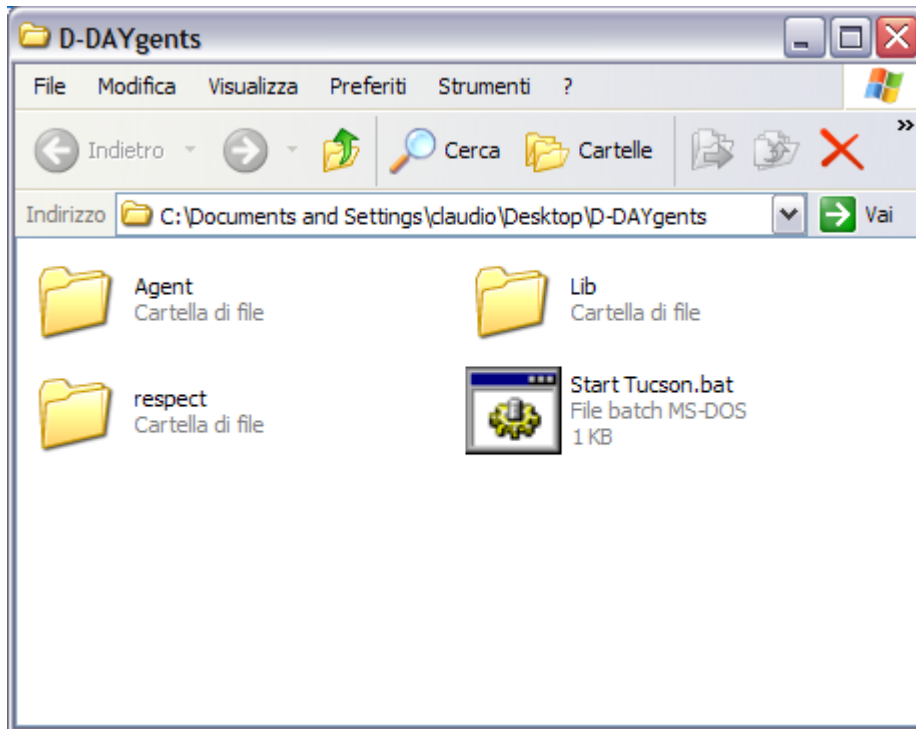 D-DAYgents
File Modifica Visualizza Preferiti Strumenti ?
Indietro Cerca Cartelle »
Indirizzo C:\Documents and Settings\claudio\Desktop\D-DAYgents Vai
Agent
Cartella di file
Lib
Cartella di file
respect
Cartella di file
Start Tucson.bat
File batch MS-DOS
1 KB